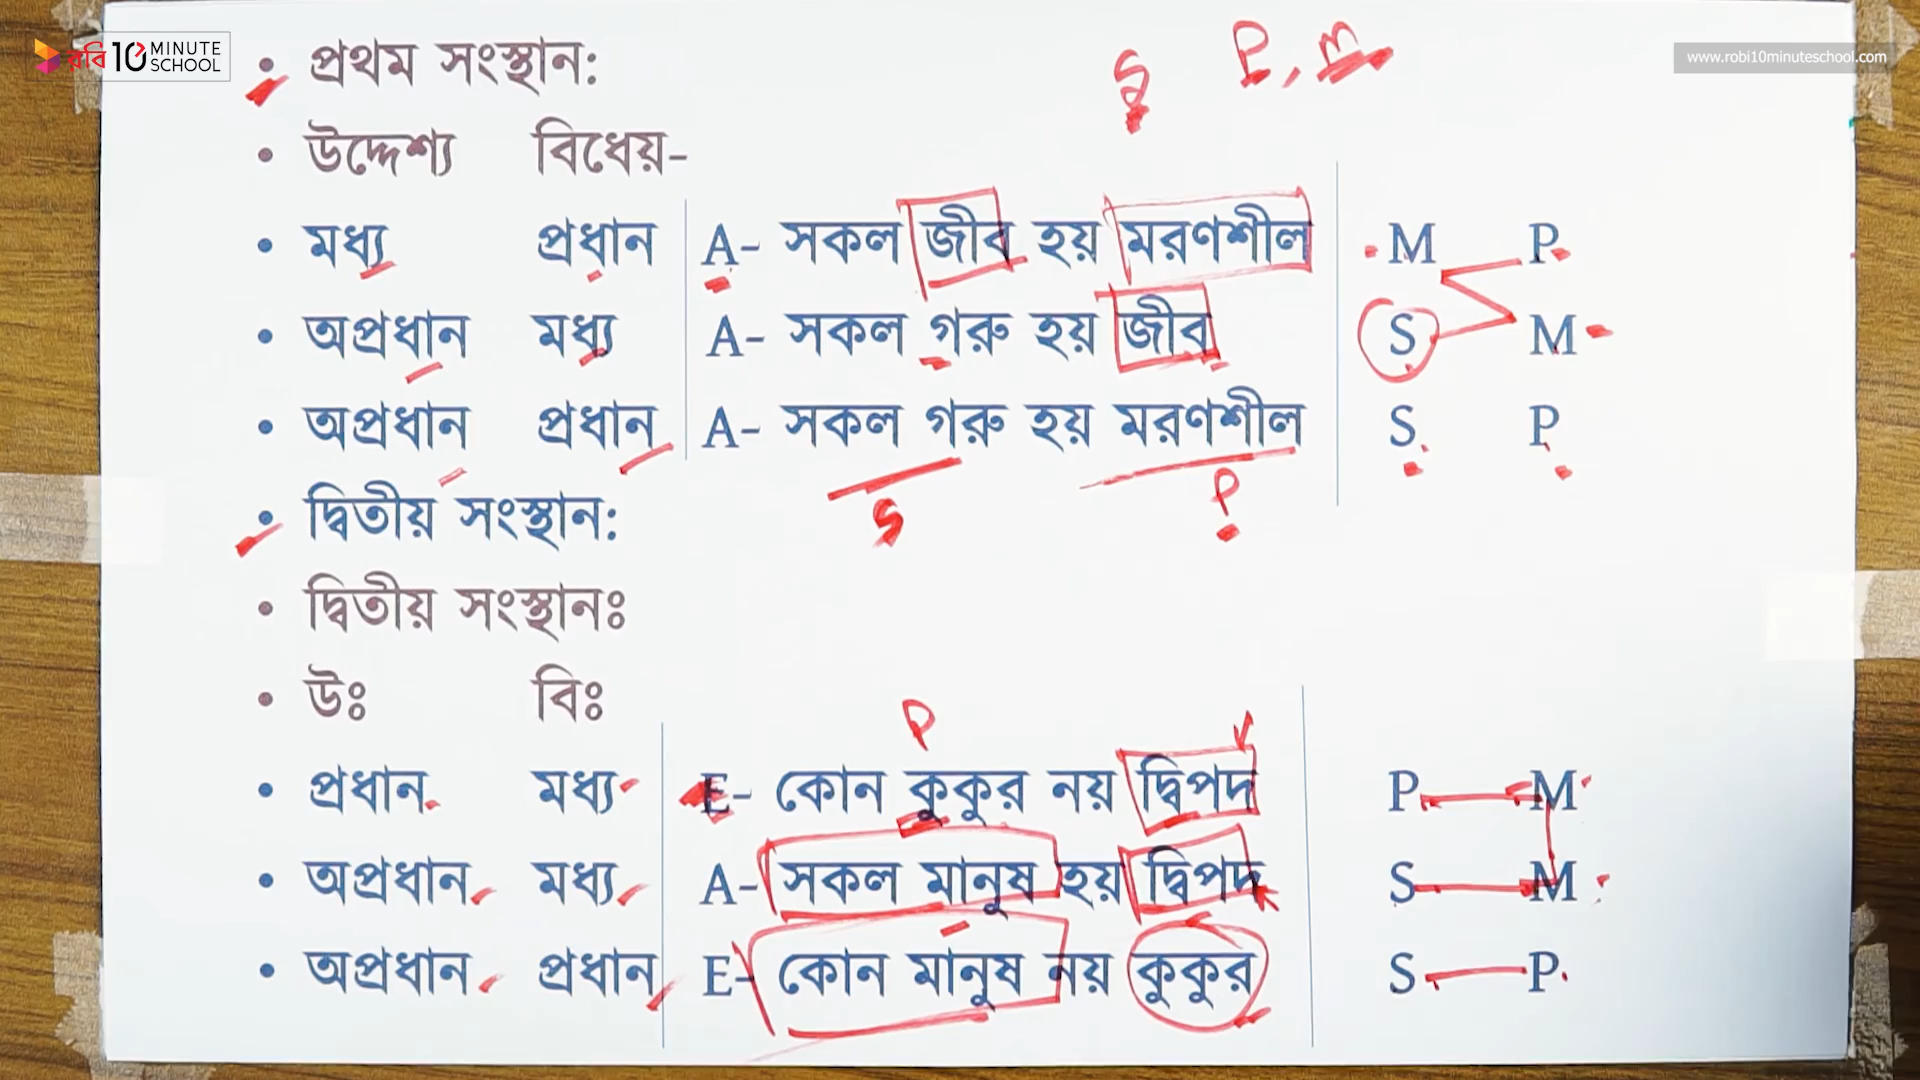 রবি 10 MINUTE SCHOOL
www.robi10minuteschool.com
S P, m
• প্রথম সংস্থান:
• উদ্দেশ্য বিধেয়-
• মধ্য প্রধান A- সকল জীব হয় মরণশীল M P
• অপ্রধান মধ্য A- সকল গরু হয় জীব S M
• অপ্রধান প্রধান A- সকল গরু হয় মরণশীল S P
S P
• দ্বিতীয় সংস্থান:
• দ্বিতীয় সংস্থানঃ
• উঃ বিঃ
P
• প্রধান মধ্য E- কোন কুকুর নয় দ্বিপদ P M
• অপ্রধান মধ্য A- সকল মানুষ হয় দ্বিপদ S M
• অপ্রধান প্রধান E- কোন মানুষ নয় কুকুর S P